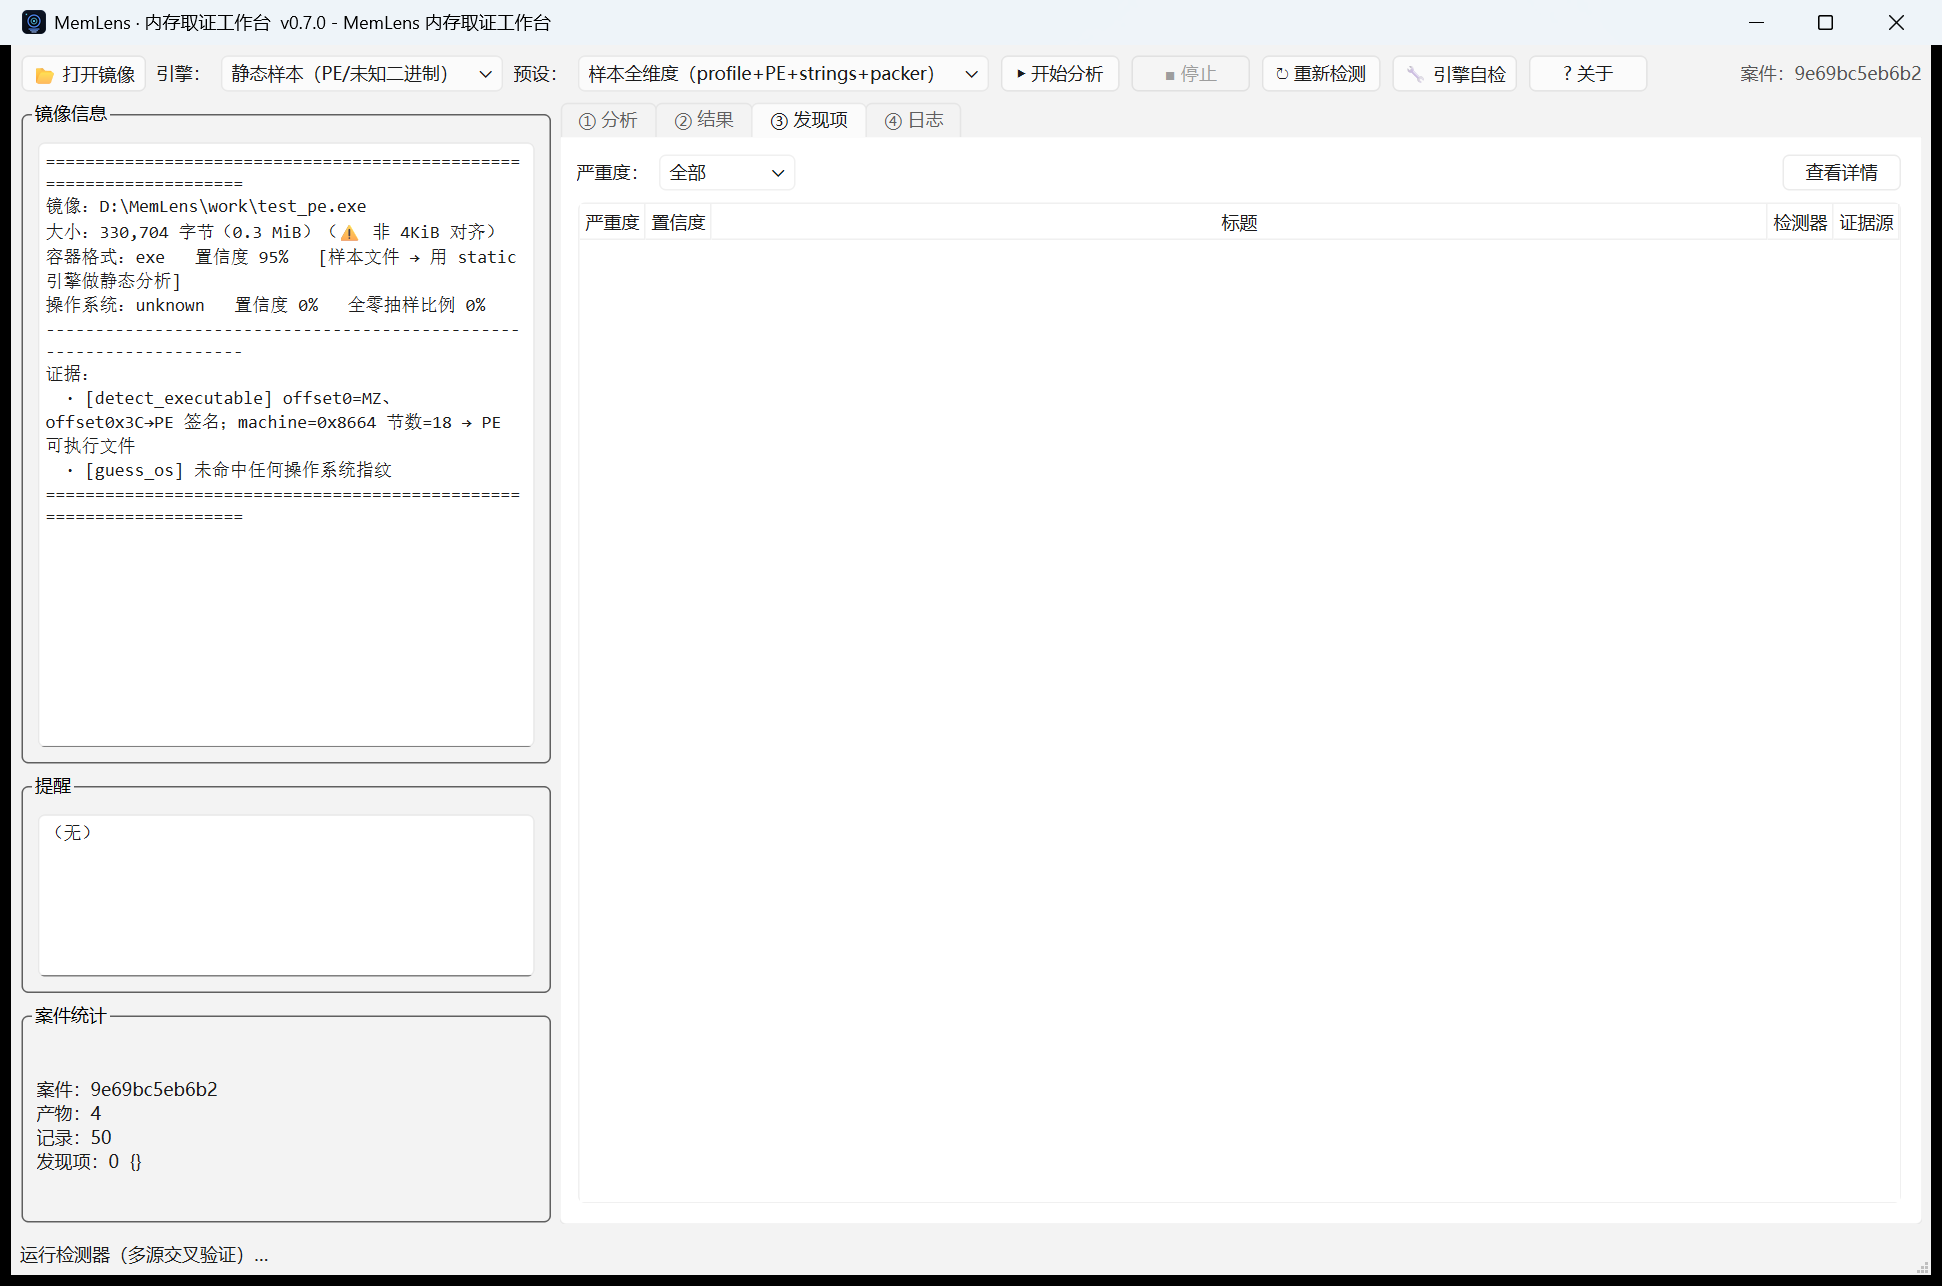 MemLens · 内存取证工作台 v0.7.0 - MemLens 内存取证工作台
打开镜像 引擎： 静态样本（PE/未知二进制） 预设： 样本全维度（profile+PE+strings+packer） 开始分析 停止 重新检测 引擎自检 ? 关于 案件：9e69bc5eb6b2
镜像信息
================================================
====================
镜像：D:\MemLens\work\test_pe.exe
大小：330,704 字节（0.3 MiB）（⚠ 非 4KiB 对齐）
容器格式：exe 置信度 95% [样本文件 → 用 static
引擎做静态分析]
操作系统：unknown 置信度 0% 全零抽样比例 0%
------------------------------------------------
--------------------
证据：
· [detect_executable] offset0=MZ、
offset0x3C→PE 签名；machine=0x8664 节数=18 → PE
可执行文件
· [guess_os] 未命中任何操作系统指纹
================================================
====================
提醒
（无）
案件统计
案件：9e69bc5eb6b2
产物：4
记录：50
发现项：0 {}
① 分析 ② 结果 ③ 发现项 ④ 日志
严重度： 全部 查看详情
严重度 置信度 标题 检测器 证据源
运行检测器（多源交叉验证）...